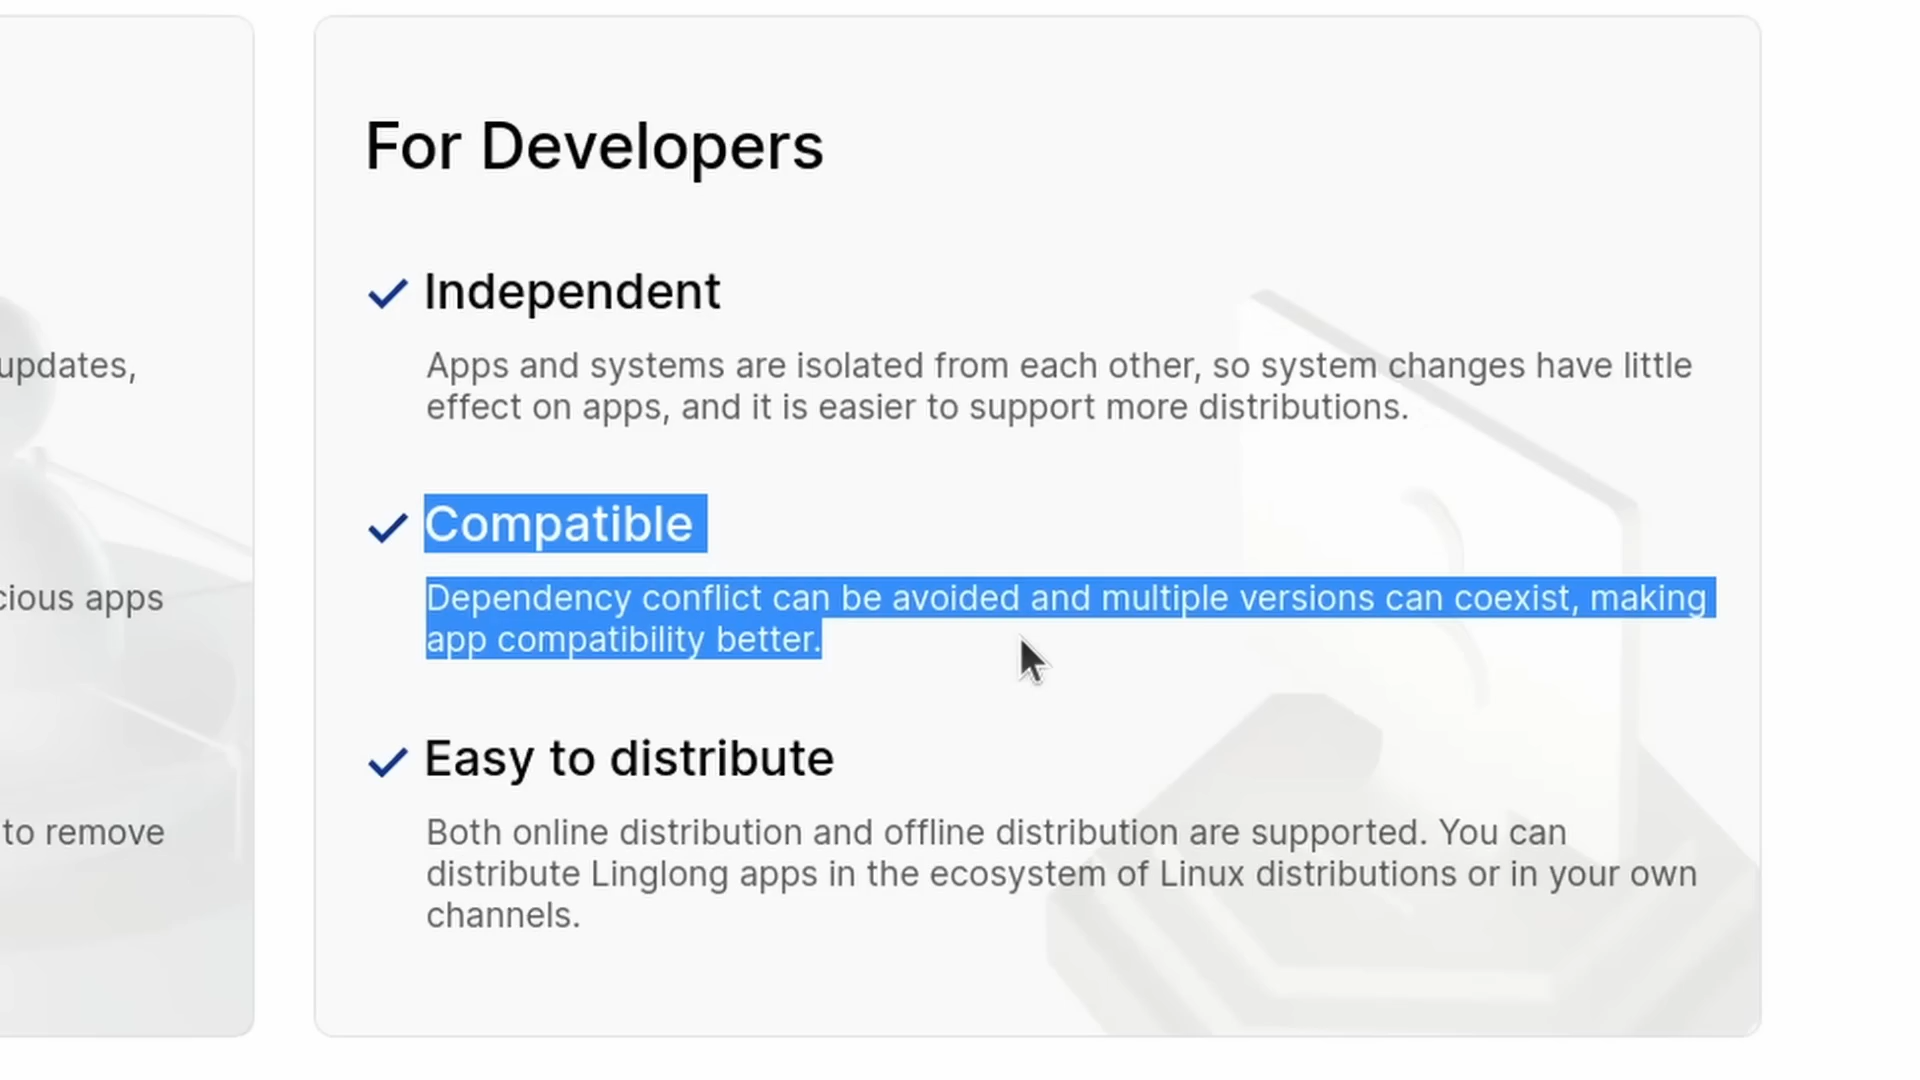 updates,
cious apps
to remove
For Developers
Independent
Apps and systems are isolated from each other, so system changes have little
effect on apps, and it is easier to support more distributions.
Compatible
Dependency conflict can be avoided and multiple versions can coexist, making
app compatibility better.
Easy to distribute
Both online distribution and offline distribution are supported. You can
distribute Linglong apps in the ecosystem of Linux distributions or in your own
channels.